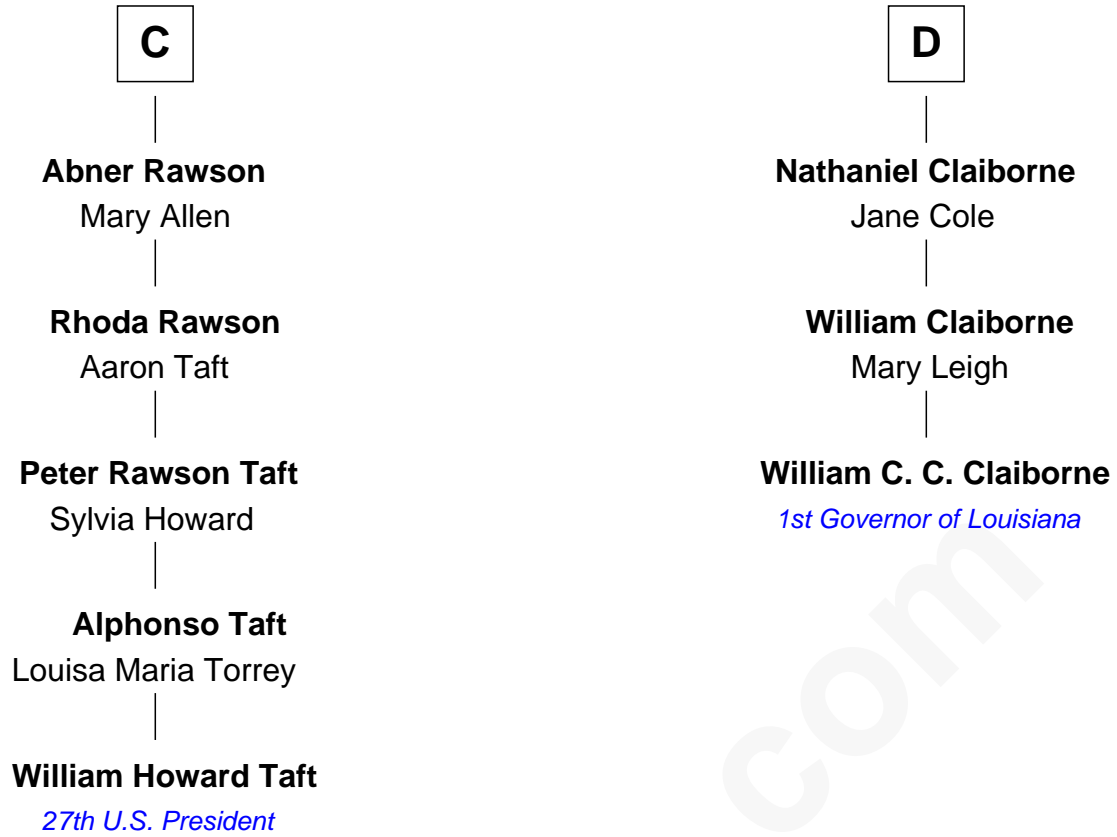 C
Abner Rawson
Mary Allen
Rhoda Rawson
Aaron Taft
Peter Rawson Taft
Sylvia Howard
Alphonso Taft
Louisa Maria Torrey
William Howard Taft
27th U.S. President
D
Nathaniel Claiborne
Jane Cole
William Claiborne
Mary Leigh
William C. C. Claiborne
1st Governor of Louisiana
com